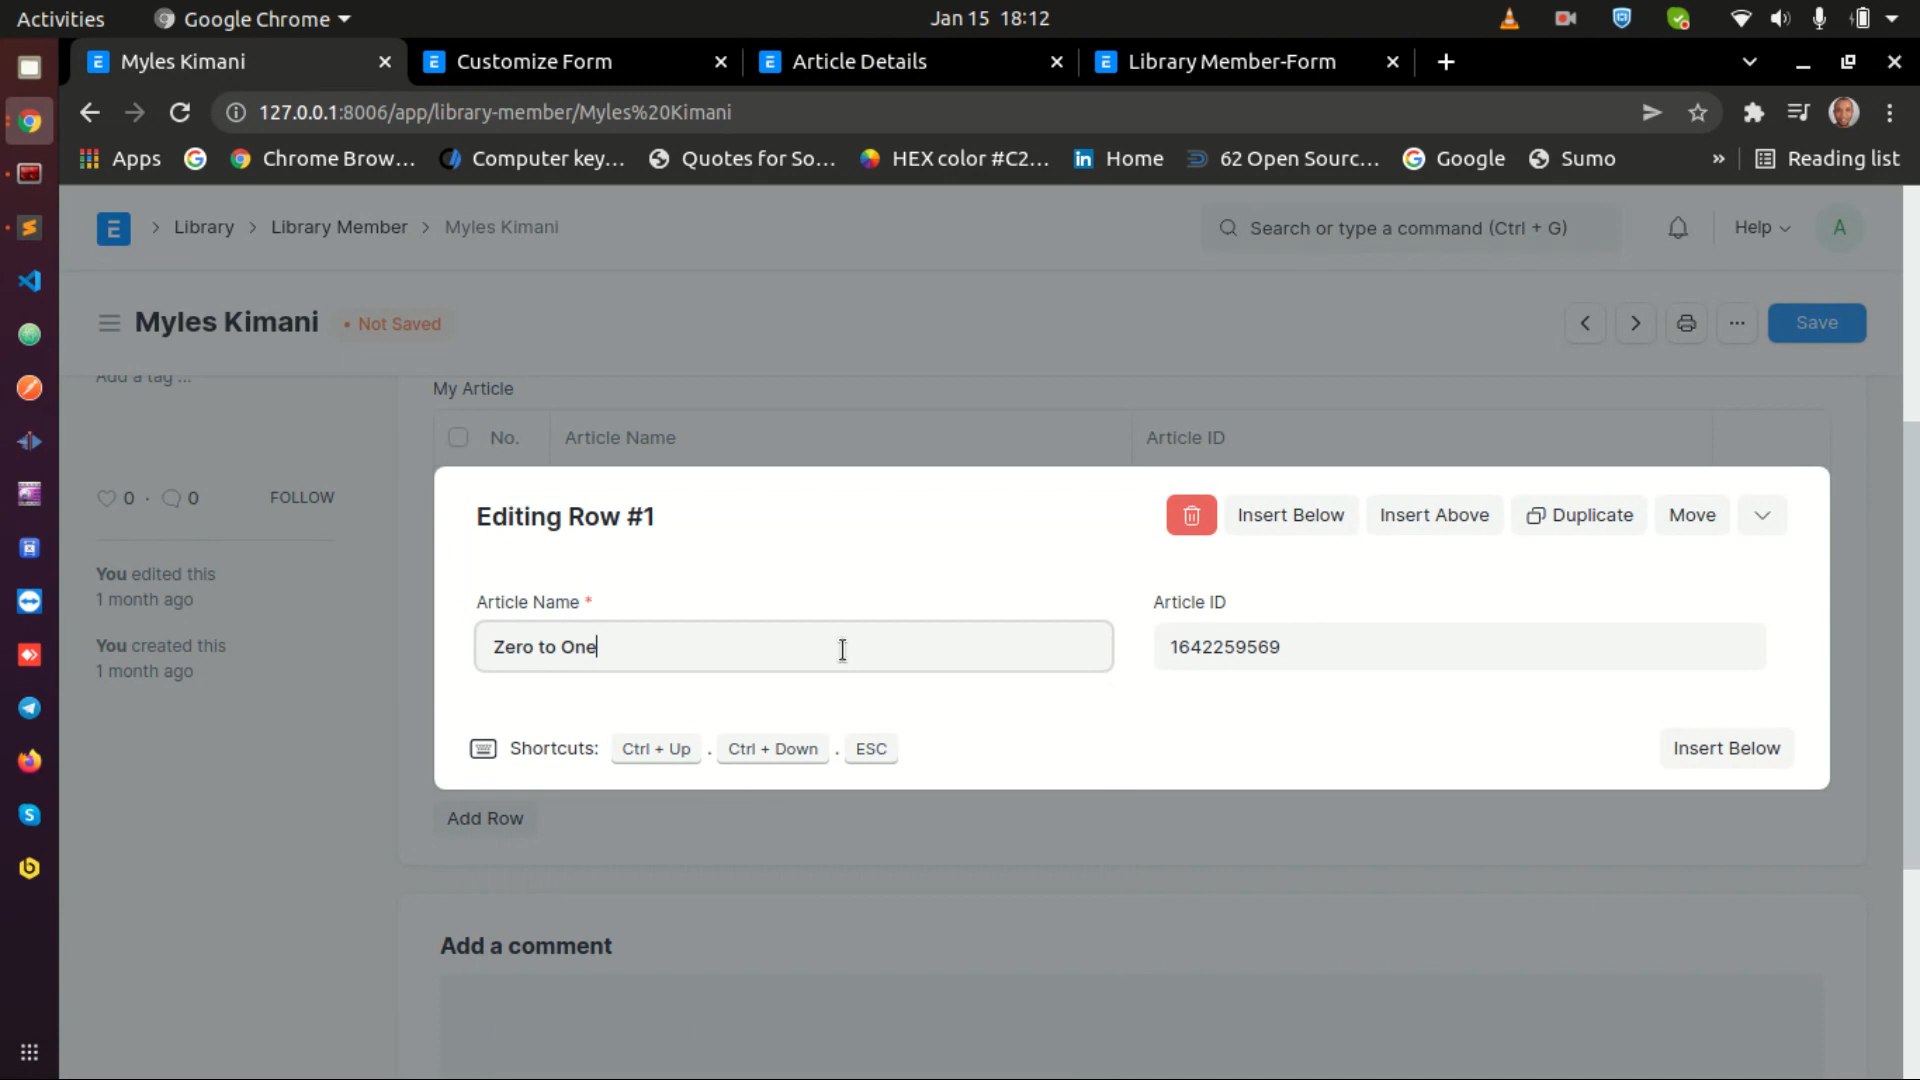 Activities
Google Chrome
Jan 15 18:12
Myles Kimani
Customize Form
Article Details
Library Member-Form
127.0.0.1:8006/app/library-member/Myles%20Kimani
Apps
Chrome Brow...
Computer key...
Quotes for So...
HEX color #C2...
Home
62 Open Sourc...
Google
Sumo
»
Reading list
E > Library > Library Member > Myles Kimani
Search or type a command (Ctrl + G)
Help
A
Myles Kimani
• Not Saved
...
Save
Add a tag ...
My Article
No.
Article Name
Article ID
0 · 0
FOLLOW
Editing Row #1
Insert Below
Insert Above
Duplicate
Move
You edited this
1 month ago
You created this
1 month ago
Article Name *
Article ID
Zero to One
1642259569
Shortcuts: Ctrl + Up . Ctrl + Down . ESC
Insert Below
Add Row
Add a comment